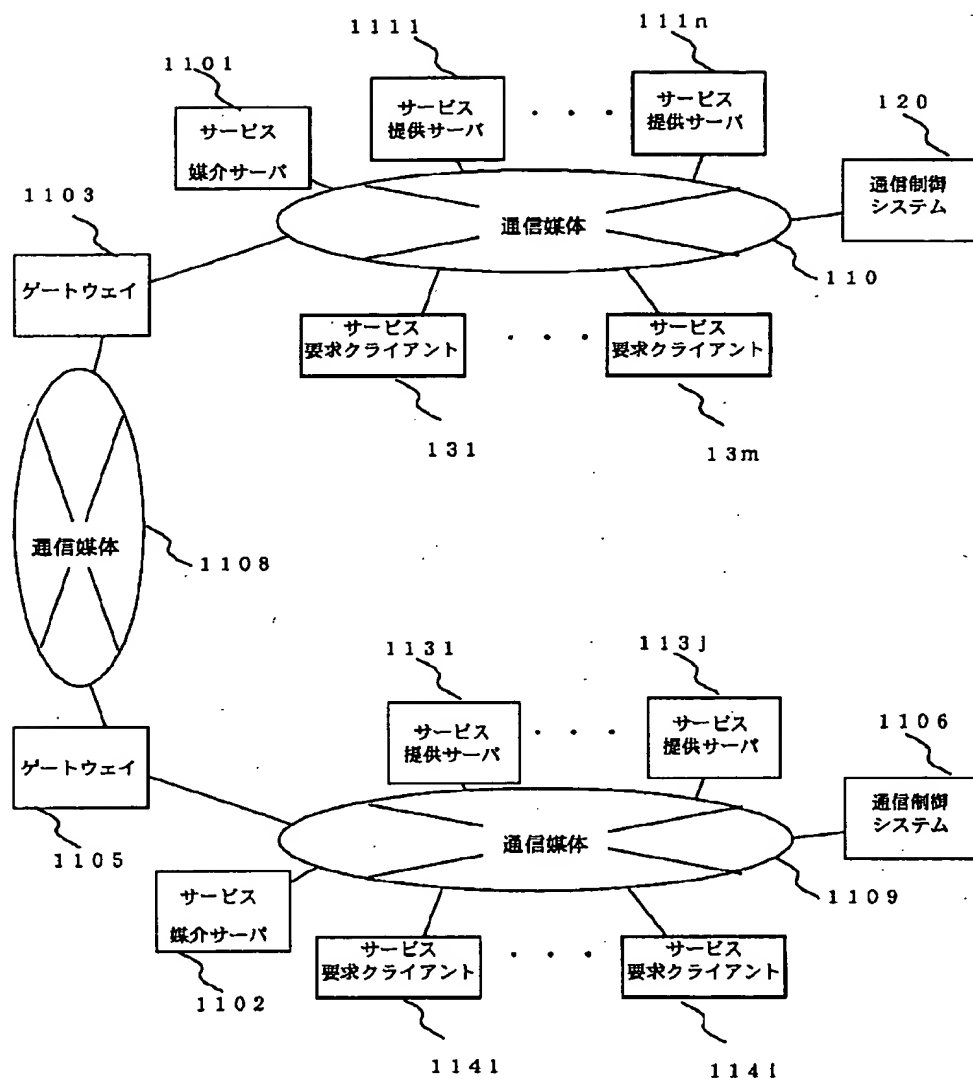 1111
111n
1101
サービス
提供サーバ
・・・
サービス
提供サーバ
120
サービス
媒介サーバ
通信制御
システム
1103
通信媒体
110
ゲートウェイ
サービス
要求クライアント
・・・
サービス
要求クライアント
131
13m
通信媒体
1108
1131
113j
サービス
提供サーバ
・・・
サービス
提供サーバ
1106
ゲートウェイ
通信制御
システム
通信媒体
1105
1109
サービス
媒介サーバ
サービス
要求クライアント
・・・
サービス
要求クライアント
1102
1141
114i